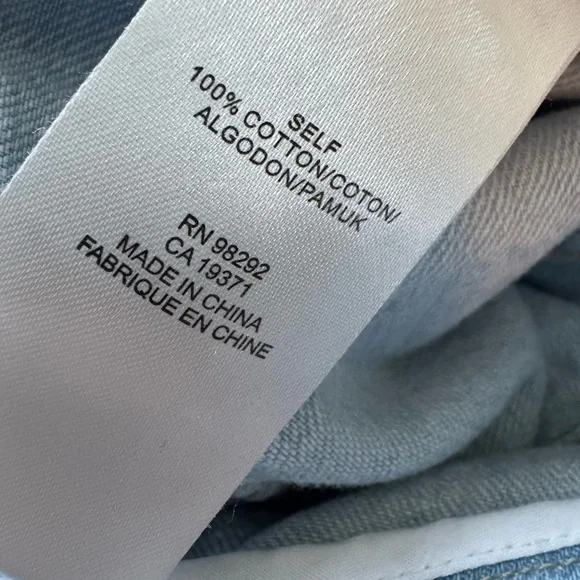 SELF
100% COTTON/COTON/
ALGODON/PAMUK
RN 98292
CA 19371
MADE IN CHINA
FABRIQUE EN CHINE